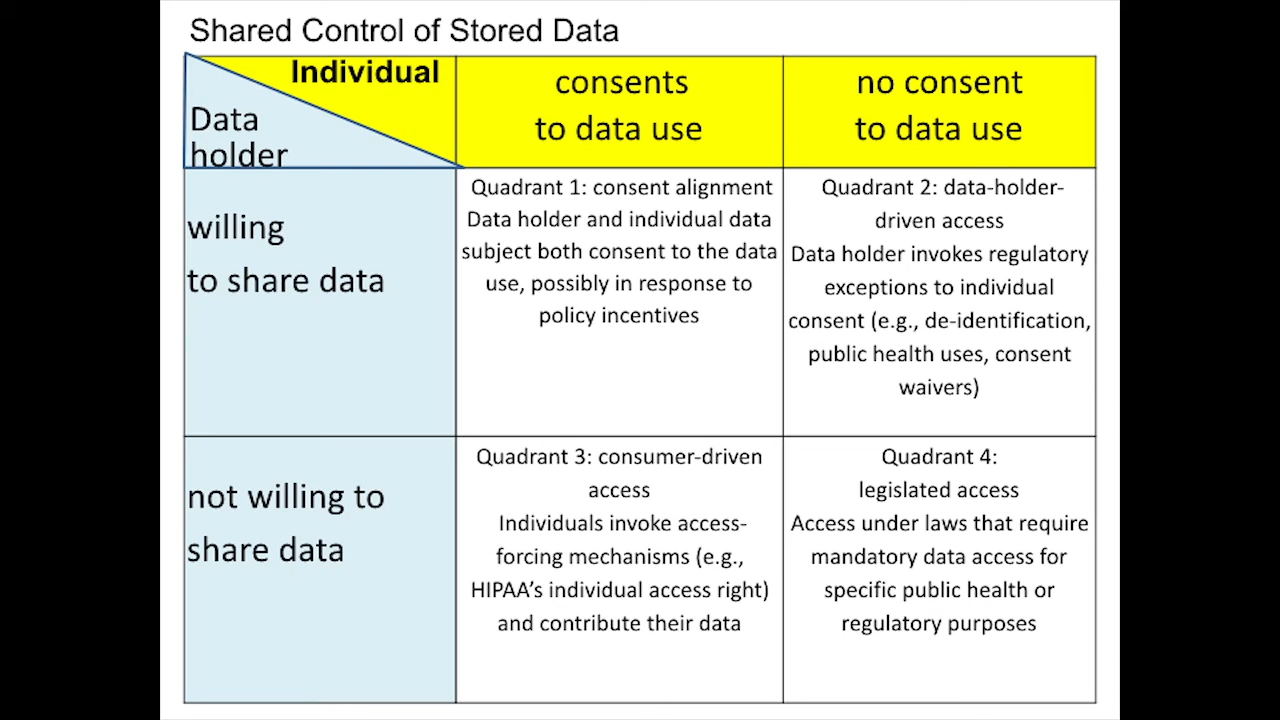 Shared Control of Stored Data
Individual
Data
holder
consents
to data use
no consent
to data use
willing
to share data
Quadrant 1: consent alignment
Data holder and individual data
subject both consent to the data
use, possibly in response to
policy incentives
Quadrant 2: data-holder-
driven access
Data holder invokes regulatory
exceptions to individual
consent (e.g., de-identification,
public health uses, consent
waivers)
not willing to
share data
Quadrant 3: consumer-driven
access
Individuals invoke access-
forcing mechanisms (e.g.,
HIPAA’s individual access right)
and contribute their data
Quadrant 4:
legislated access
Access under laws that require
mandatory data access for
specific public health or
regulatory purposes